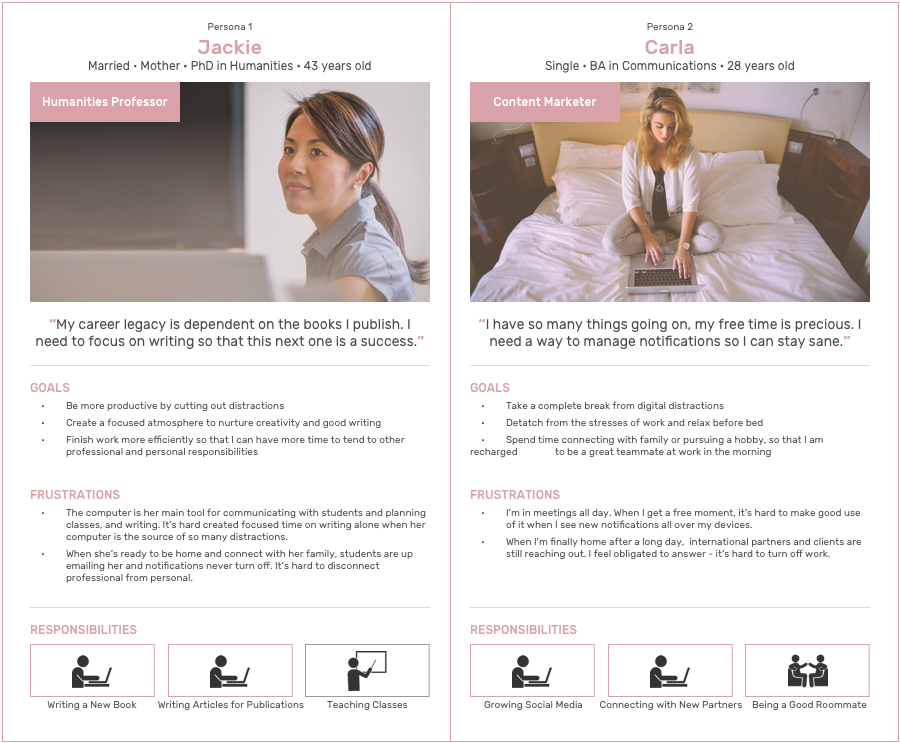 Persona 1
Jackie
Married • Mother • PhD in Humanities • 43 years old
Humanities Professor
“My career legacy is dependent on the books I publish. I
need to focus on writing so that this next one is a success.”
GOALS
• Be more productive by cutting out distractions
• Create a focused atmosphere to nurture creativity and good writing
• Finish work more efficiently so that I can have more time to tend to other
professional and personal responsibilities
FRUSTRATIONS
• The computer is her main tool for communicating with students and planning
classes, and writing. It's hard created focused time on writing alone when her
computer is the source of so many distractions.
• When she's ready to be home and connect with her family, students are up
emailing her and notifications never turn off. It's hard to disconnect
professional from personal.
RESPONSIBILITIES
Writing a New Book
Writing Articles for Publications
Teaching Classes
Persona 2
Carla
Single • BA in Communications • 28 years old
Content Marketer
“I have so many things going on, my free time is precious. I
need a way to manage notifications so I can stay sane.”
GOALS
• Take a complete break from digital distractions
• Detatch from the stresses of work and relax before bed
• Spend time connecting with family or pursuing a hobby, so that I am
recharged to be a great teammate at work in the morning
FRUSTRATIONS
• I'm in meetings all day. When I get a free moment, it's hard to make good use
of it when I see new notifications all over my devices.
• When I'm finally home after a long day, international partners and clients are
still reaching out. I feel obligated to answer - it's hard to turn off work.
RESPONSIBILITIES
Growing Social Media
Connecting with New Partners
Being a Good Roommate